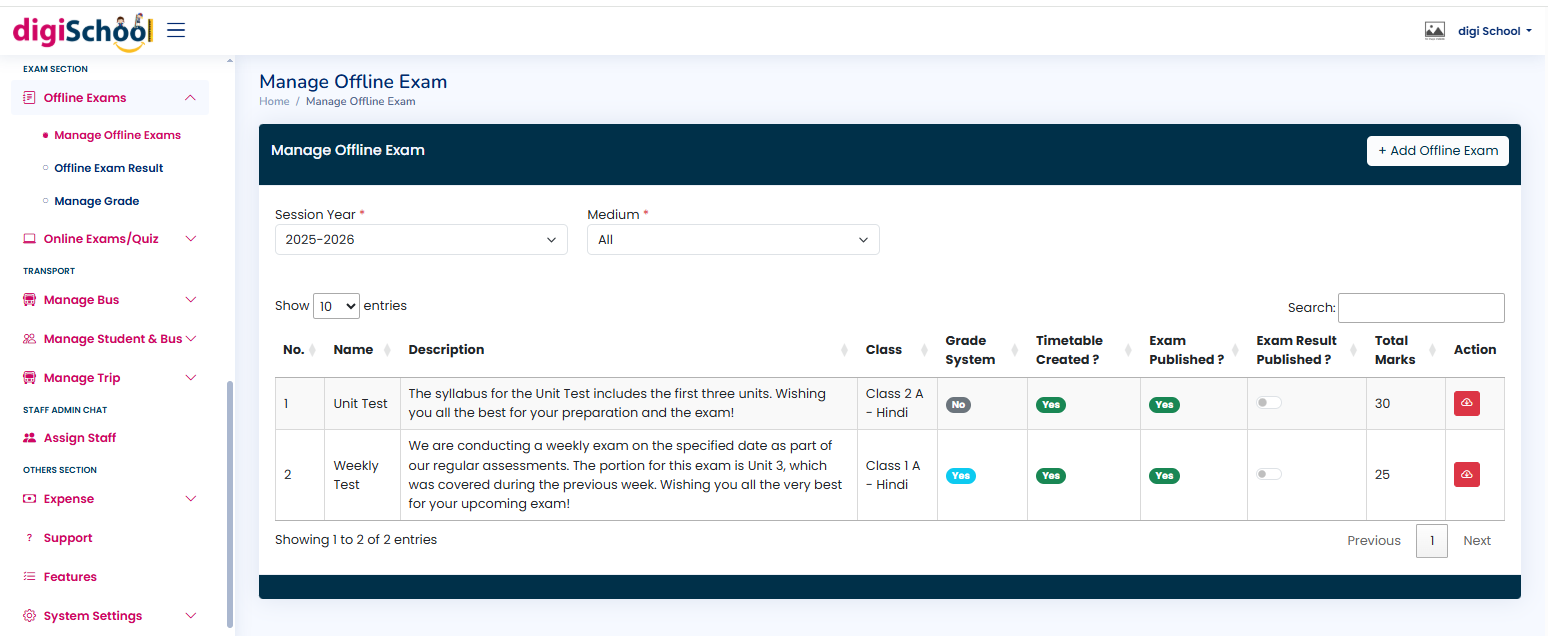 digiSchool
digi School
EXAM SECTION
Offline Exams
Manage Offline Exams
Offline Exam Result
Manage Grade
Online Exams/Quiz
TRANSPORT
Manage Bus
Manage Student & Bus
Manage Trip
STAFF ADMIN CHAT
Assign Staff
OTHERS SECTION
Expense
? Support
Features
System Settings
Manage Offline Exam
Home / Manage Offline Exam
Manage Offline Exam
+ Add Offline Exam
Session Year * Medium *
2025-2026 All
Show 10 entries Search:
No. Name Description Class Grade System Timetable Created ? Exam Published ? Exam Result Published ? Total Marks Action
1 Unit Test The syllabus for the Unit Test includes the first three units. Wishing Class 2 A No Yes Yes 30
you all the best for your preparation and the exam! - Hindi
2 Weekly Test We are conducting a weekly exam on the specified date as part of Class 1 A - Hindi Yes Yes Yes 25
our regular assessments. The portion for this exam is Unit 3, which
was covered during the previous week. Wishing you all the very best
for your upcoming exam!
Showing 1 to 2 of 2 entries
Previous 1 Next